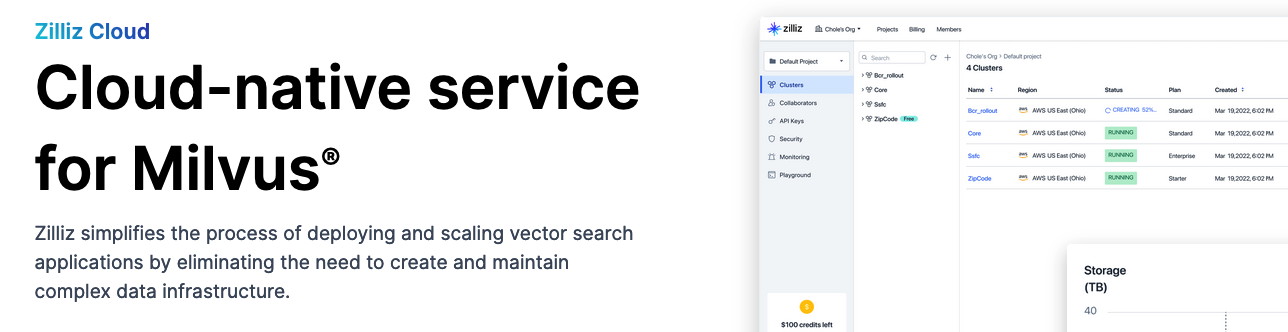 Zilliz Cloud
Cloud-native service
for Milvus®
Zilliz simplifies the process of deploying and scaling vector search
applications by eliminating the need to create and maintain
complex data infrastructure.
zilliz Chole's Org Projects Billing Members
Default Project
Clusters
Collaborators
API Keys
Security
Monitoring
Playground
$100 credits left
Search
Bcr_rollout
Core
Ssfc
ZipCode Free
Chole's Org > Default project
4 Clusters
Name Region Status Plan Created
Bcr_rollout aws AWS US East (Ohio) CREATING 52%... Standard Mar 19,2022, 6:02 PM
Core aws AWS US East (Ohio) RUNNING Standard Mar 19,2022, 6:02 PM
Ssfc aws AWS US East (Ohio) RUNNING Enterprise Mar 19,2022, 6:02 PM
ZipCode aws AWS US East (Ohio) RUNNING Starter Mar 19,2022, 6:02 PM
Storage
(TB)
40